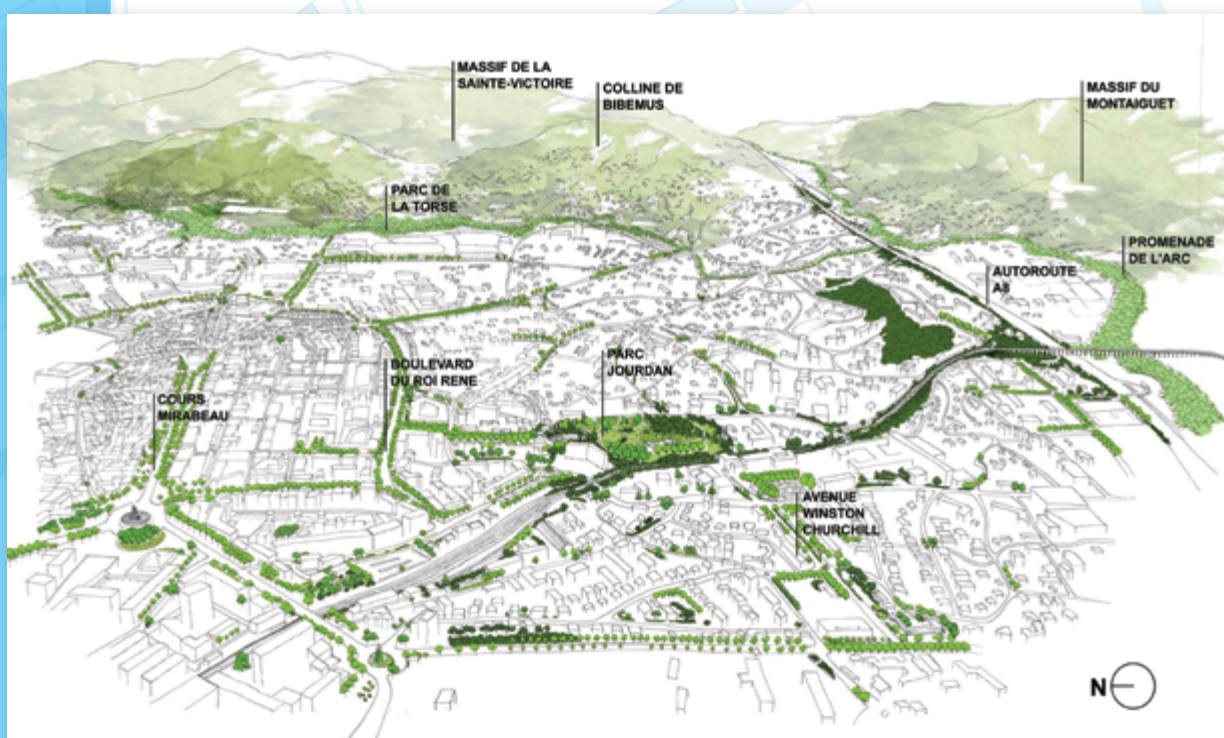 MASSIF DE LA
SAINTE-VICTOIRE
COLLINE DE
BIBEMUS
MASSIF DU
MONTAIGUET
PARC DE
LA TORSE
PROMENADE
DE L'ARC
AUTOROUTE
A8
BOULEVARD
DU ROI RENE
PARC
JOURDAN
COURS
MIRABEAU
AVENUE
WINSTON
CHURCHILL
N